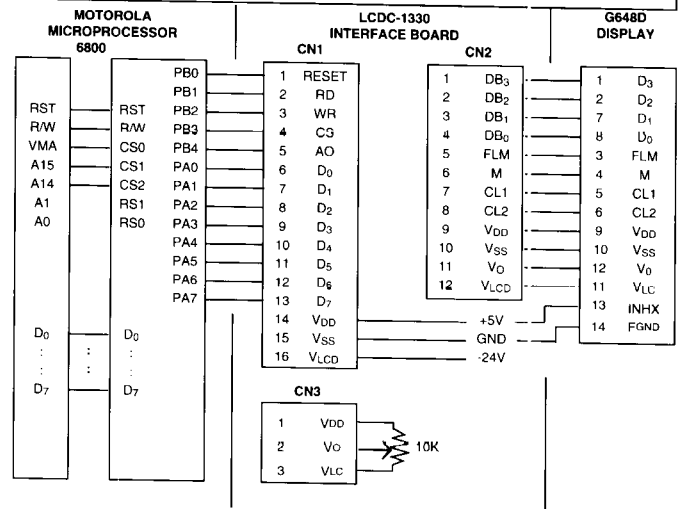 MOTOROLA MICROPROCESSOR 6800
LCDC-1330 INTERFACE BOARD
G648D DISPLAY
CN1
CN2
RST
R/W
VMA
A15
A14
A1
A0
D0
:
D7
:
RST
R/W
CS0
CS1
CS2
RS1
RS0
D0
:
D7
PB0
PB1
PB2
PB3
PB4
PA0
PA1
PA2
PA3
PA4
PA5
PA6
PA7
1 RESET
2 RD
3 WR
4 CS
5 AO
6 D0
7 D1
8 D2
9 D3
10 D4
11 D5
12 D6
13 D7
14 VDD
15 VSS
16 VLCD
1 DB3
2 DB2
3 DB1
4 DB0
5 FLM
6 M
7 CL1
8 CL2
9 VDD
10 VSS
11 VO
12 VLCD
+5V
GND
-24V
1 D3
2 D2
7 D1
8 D0
3 FLM
4 M
5 CL1
6 CL2
9 VDD
10 VSS
12 V0
11 VLC
13 INHX
14 FGND
CN3
1 VDD
2 VO
3 VLC
10K